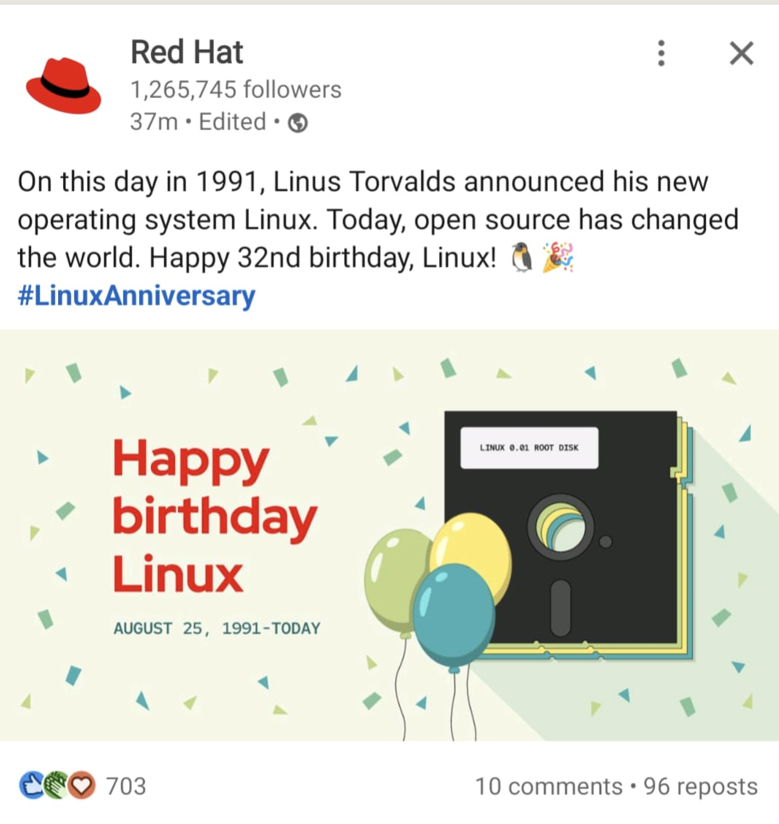 Red Hat
1,265,745 followers
37m • Edited •
On this day in 1991, Linus Torvalds announced his new
operating system Linux. Today, open source has changed
the world. Happy 32nd birthday, Linux! 🐧 🎉
#LinuxAnniversary
Happy
birthday
Linux
AUGUST 25, 1991-TODAY
LINUX 0.01 ROOT DISK
703
10 comments • 96 reposts